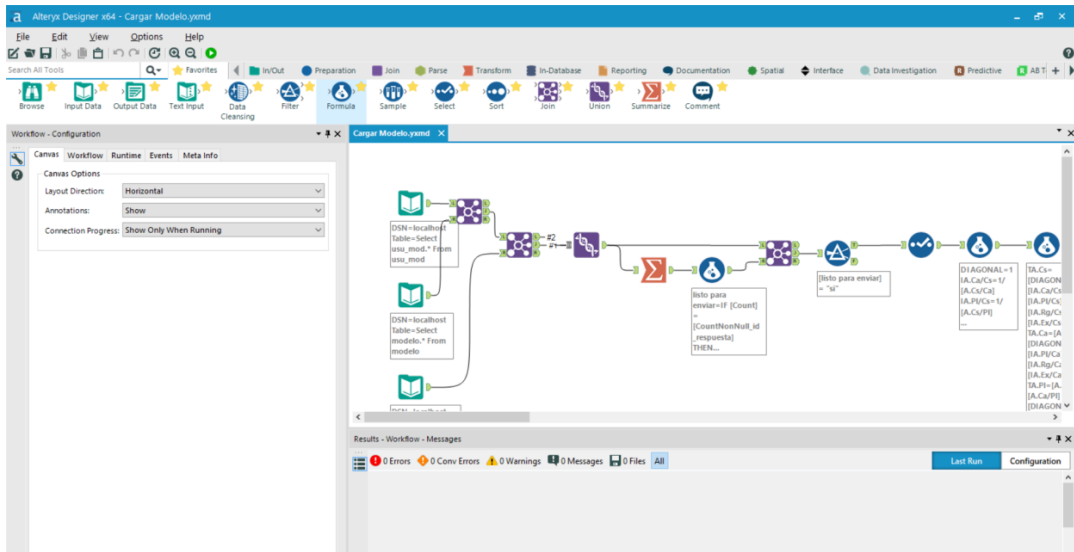 a Alteryx Designer x64 - Cargar Modelo.yxmd
File Edit View Options Help
Search All Tools
Favorites In/Out Preparation Join Parse Transform In-Database Reporting Documentation Spatial Interface Data Investigation Predictive AB T
Browse Input Data Output Data Text Input Data Cleansing Filter Formula Sample Select Sort Join Union Summarize Comment
Workflow - Configuration
Cargar Modelo.yxmd X
Canvas Workflow Runtime Events Meta Info
Canvas Options
Layout Direction: Horizontal
Annotations: Show
Connection Progress: Show Only When Running
DSN=localhost
Table=Select
usu_mod.* From
usu_mod
DSN=localhost
Table=Select
modelo.* From
modelo
DSN=localhost
#2
#1
listo para
enviar=IF [Count]
=
[CountNonNull_id
_respuesta]
THEN...
[listo para enviar]
= "si"
DIAGONAL=1
IA.Ca/Cs=1/
[A.Cs/Ca]
IA.Pl/Cs=1/
[A.Cs/Pl]
...
TA.Cs=
[DIAGON
[IA.Ca/Cs
[IA.Pl/Cs]
[IA.Rg/Cs
[IA.Ex/Cs
TA.Ca=[A
[DIAGON
[IA.Pl/Ca
[IA.Rg/Ca
[IA.Ex/Ca
TA.Pl=[A.
[A.Ca/Pl]
[DIAGON
Results - Workflow - Messages
0 Errors 0 Conv Errors 0 Warnings 0 Messages 0 Files All
Last Run Configuration